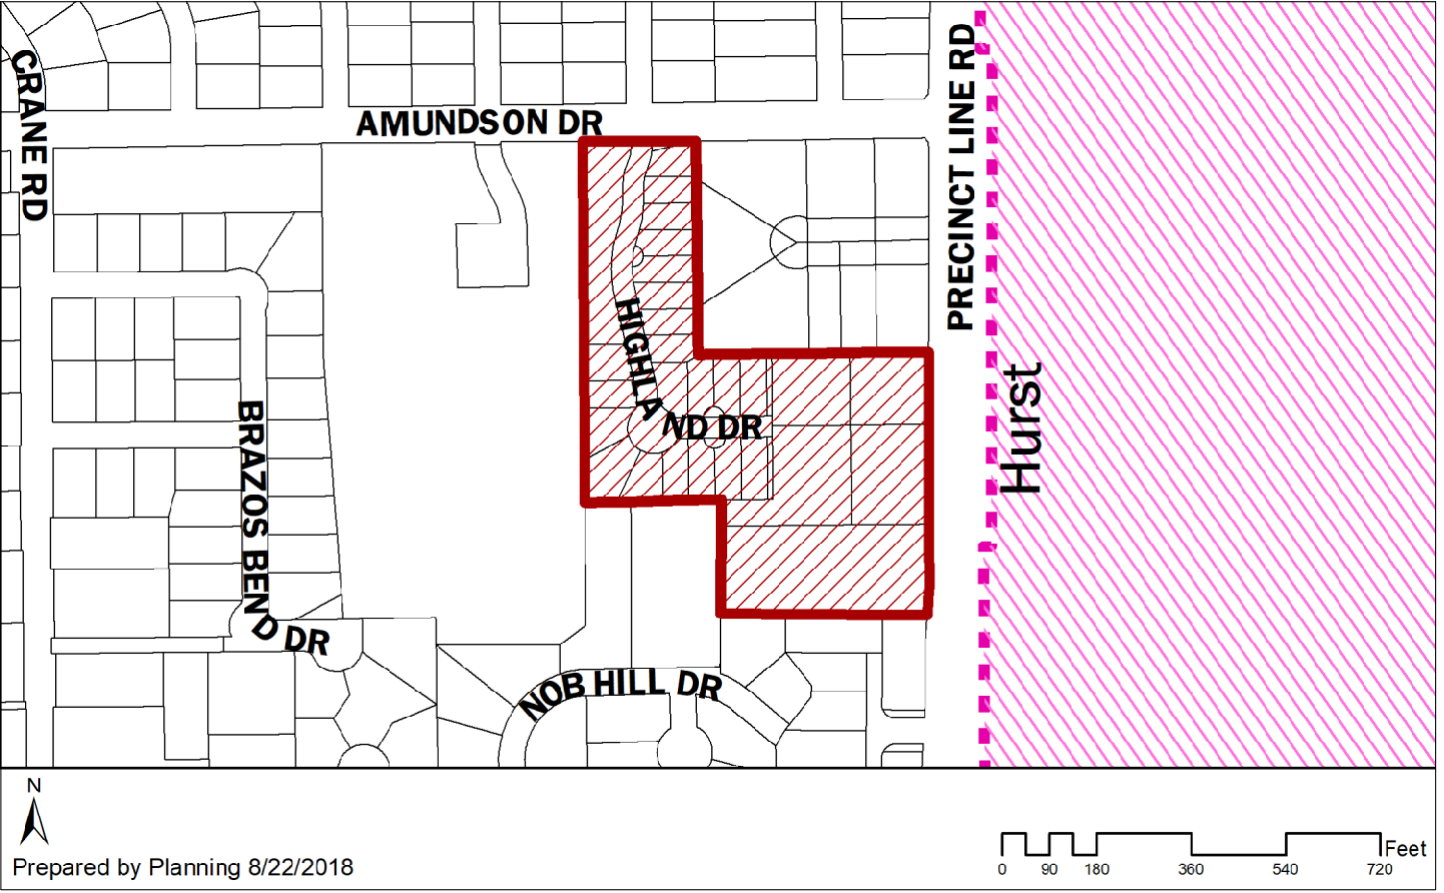 CRANE RD
AMUNDSON DR
PRECINCT LINE RD
HIGHLAND DR
Hurst
BRAZOS BEND DR
NOB HILL DR
N
Prepared by Planning 8/22/2018
0 90 180 360 540 720 Feet